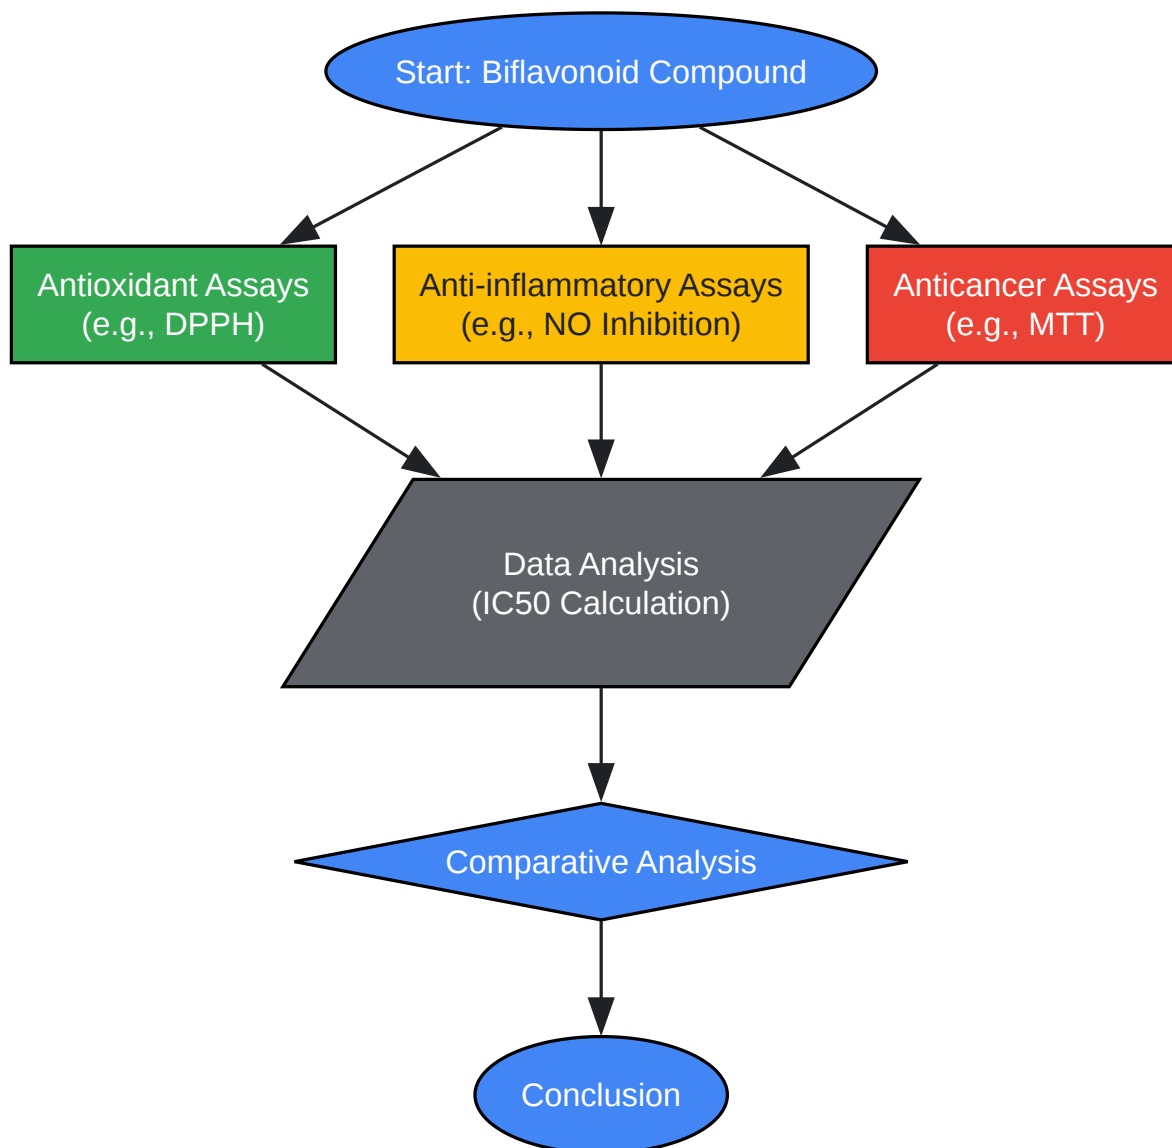 Start: Biflavonoid Compound
Antioxidant Assays
(e.g., DPPH)
Anti-inflammatory Assays
(e.g., NO Inhibition)
Anticancer Assays
(e.g., MTT)
Data Analysis
(IC50 Calculation)
Comparative Analysis
Conclusion